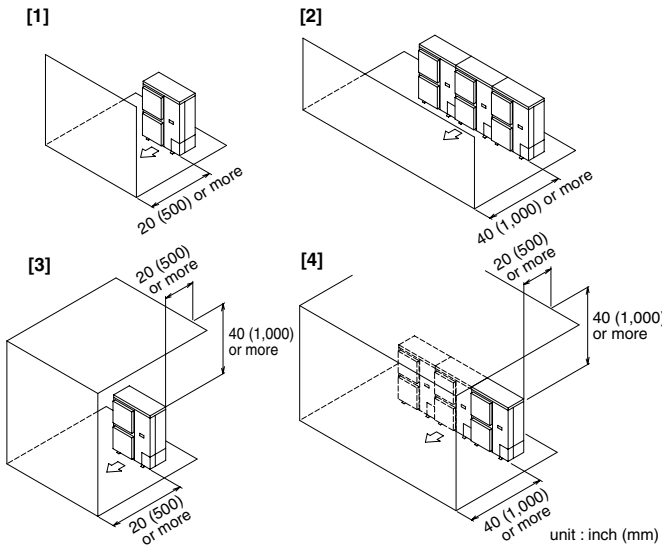 [1]
20 (500) or more
[2]
40 (1,000) or more
[3]
20 (500)
or more
40 (1,000)
or more
20 (500)
or more
[4]
20 (500)
or more
40 (1,000)
or more
40 (1,000)
or more
unit : inch (mm)